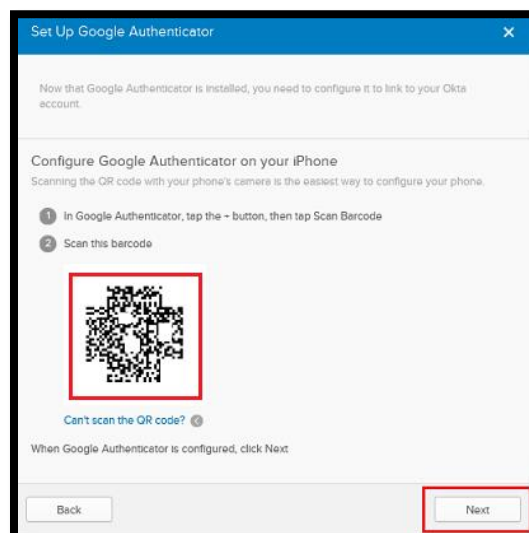 Set Up Google Authenticator
Now that Google Authenticator is installed, you need to configure it to link to your Okta
account.
Configure Google Authenticator on your iPhone
Scanning the QR code with your phone's camera is the easiest way to configure your phone.
1 In Google Authenticator, tap the + button, then tap Scan Barcode
2 Scan this barcode
Can't scan the QR code?
When Google Authenticator is configured, click Next
Back
Next